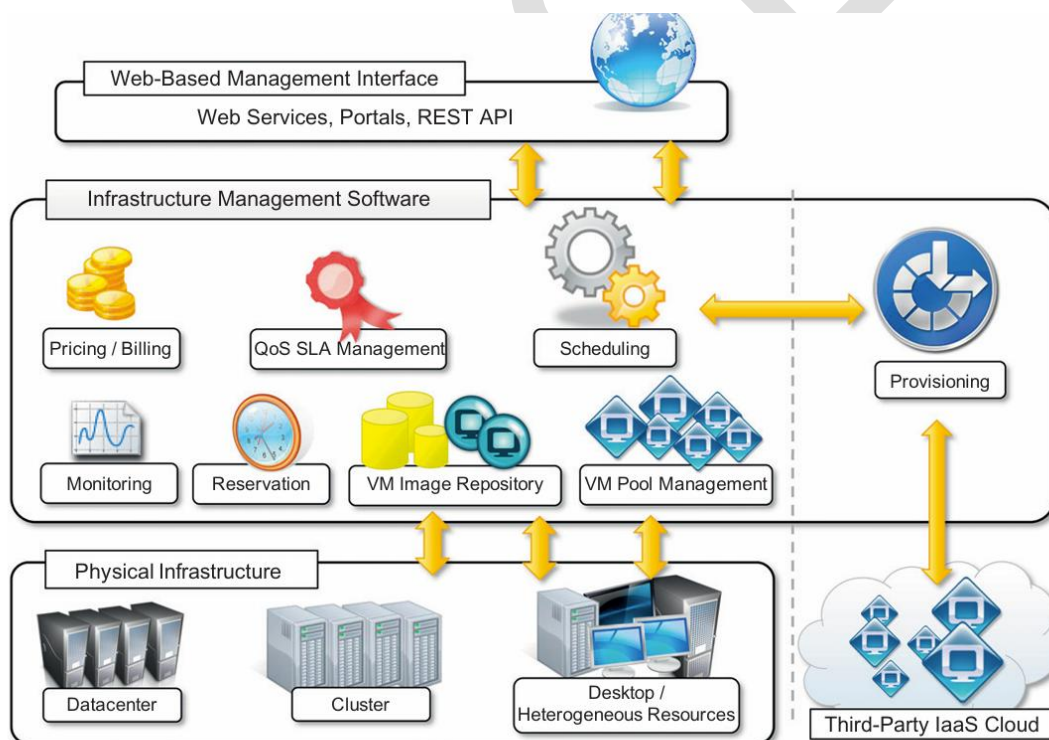 Web-Based Management Interface
Web Services, Portals, REST API
Infrastructure Management Software
Pricing / Billing
QoS SLA Management
Scheduling
Provisioning
Monitoring
Reservation
VM Image Repository
VM Pool Management
Physical Infrastructure
Datacenter
Cluster
Desktop /
Heterogeneous Resources
Third-Party IaaS Cloud